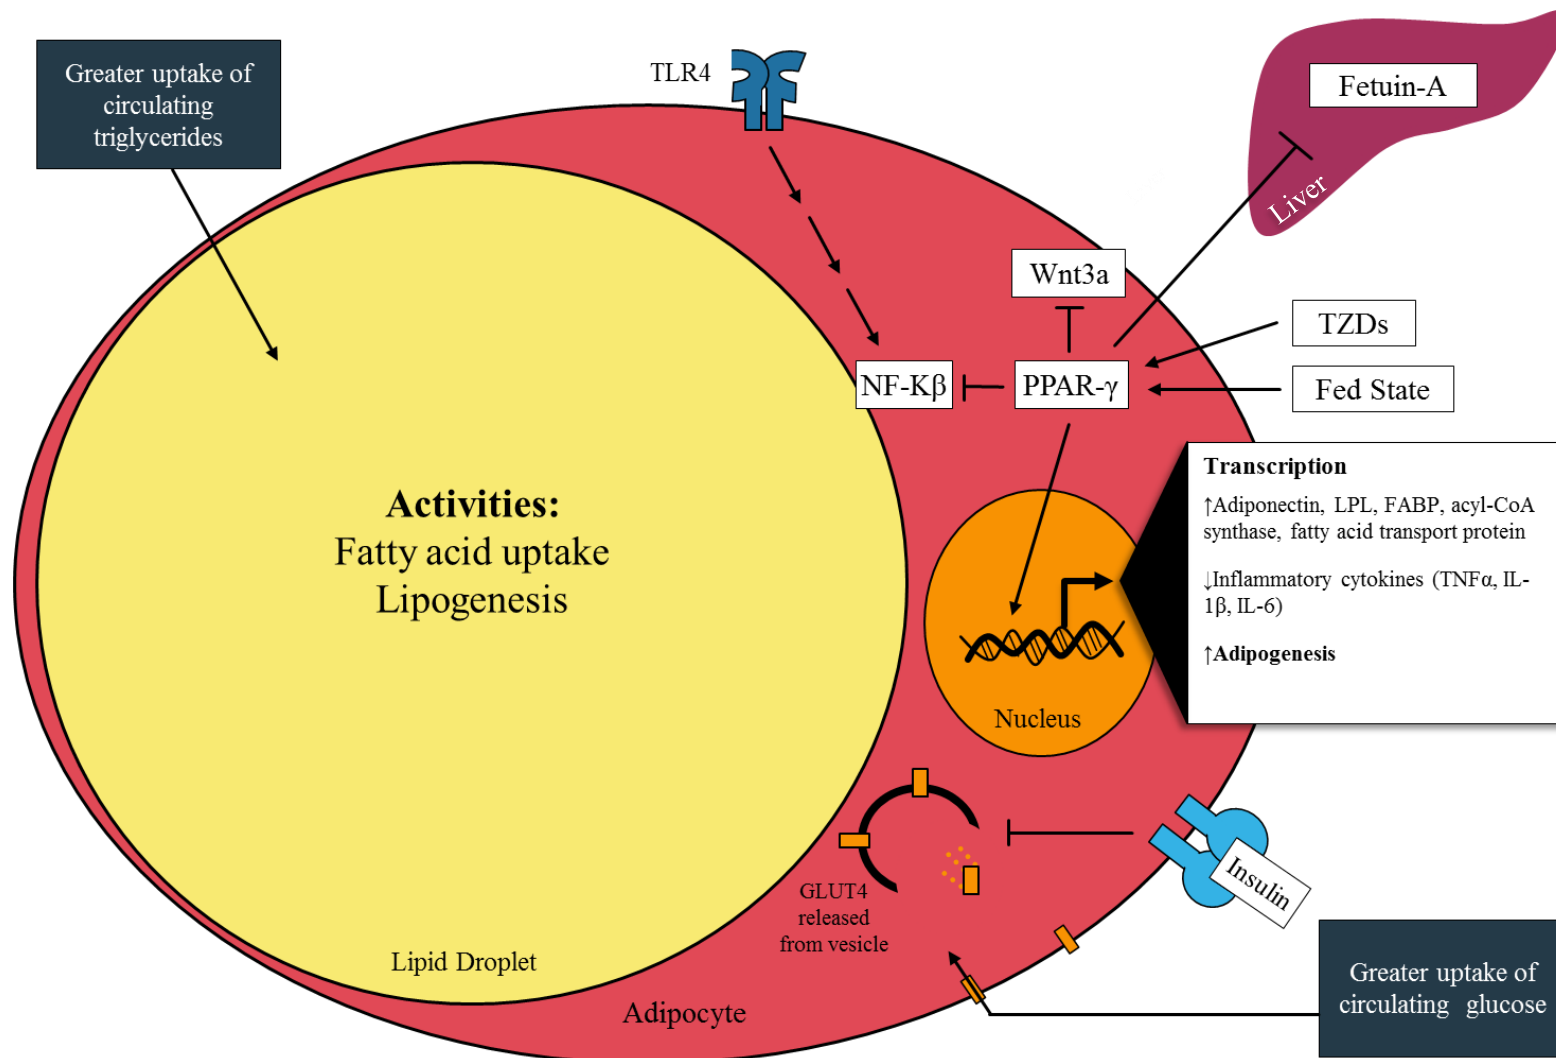 Greater uptake of
circulating
triglycerides
TLR4
Fetuin-A
Liver
Wnt3a
TZDs
NF-Kβ
PPAR-γ
Fed State
Transcription
↑Adiponectin, LPL, FABP, acyl-CoA
synthase, fatty acid transport protein
↓Inflammatory cytokines (TNFα, IL-
1β, IL-6)
↑Adipogenesis
Activities:
Fatty acid uptake
Lipogenesis
Nucleus
GLUT4
released
from vesicle
Insulin
Lipid Droplet
Adipocyte
Greater uptake of
circulating glucose